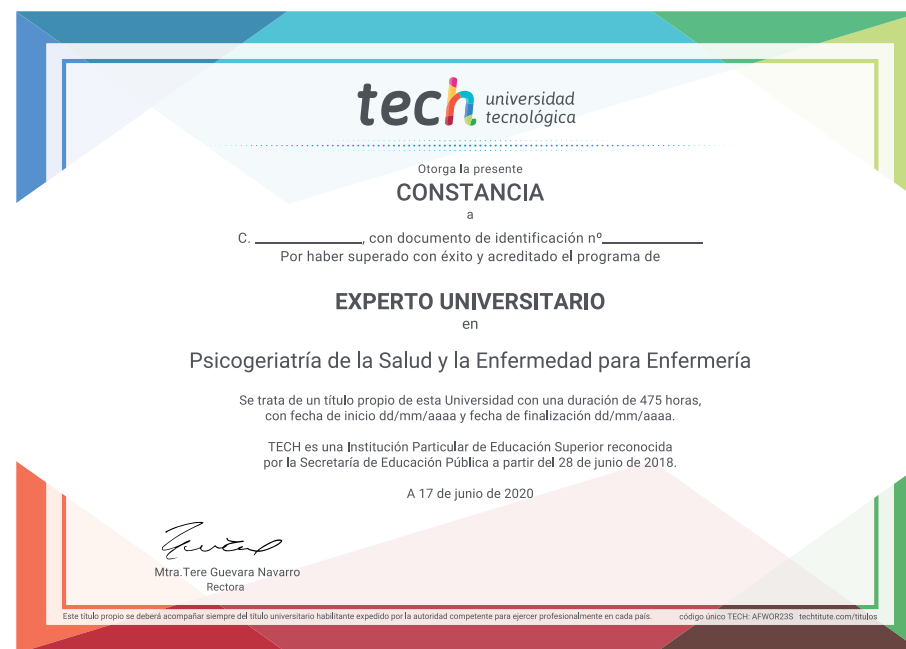 tech universidad
tecnológica
Otorga la presente
CONSTANCIA
a
C. ____________, con documento de identificación nº____________
Por haber superado con éxito y acreditado el programa de
EXPERTO UNIVERSITARIO
en
Psicogeriatría de la Salud y la Enfermedad para Enfermería
Se trata de un título propio de esta Universidad con una duración de 475 horas,
con fecha de inicio dd/mm/aaaa y fecha de finalización dd/mm/aaaa.
TECH es una Institución Particular de Educación Superior reconocida
por la Secretaría de Educación Pública a partir del 28 de junio de 2018.
A 17 de junio de 2020
Mtra.Tere Guevara Navarro
Rectora
Este título propio se deberá acompañar siempre del título universitario habilitante expedido por la autoridad competente para ejercer profesionalmente en cada país. código único TECH: AFWOR23S techtitute.com/titulos